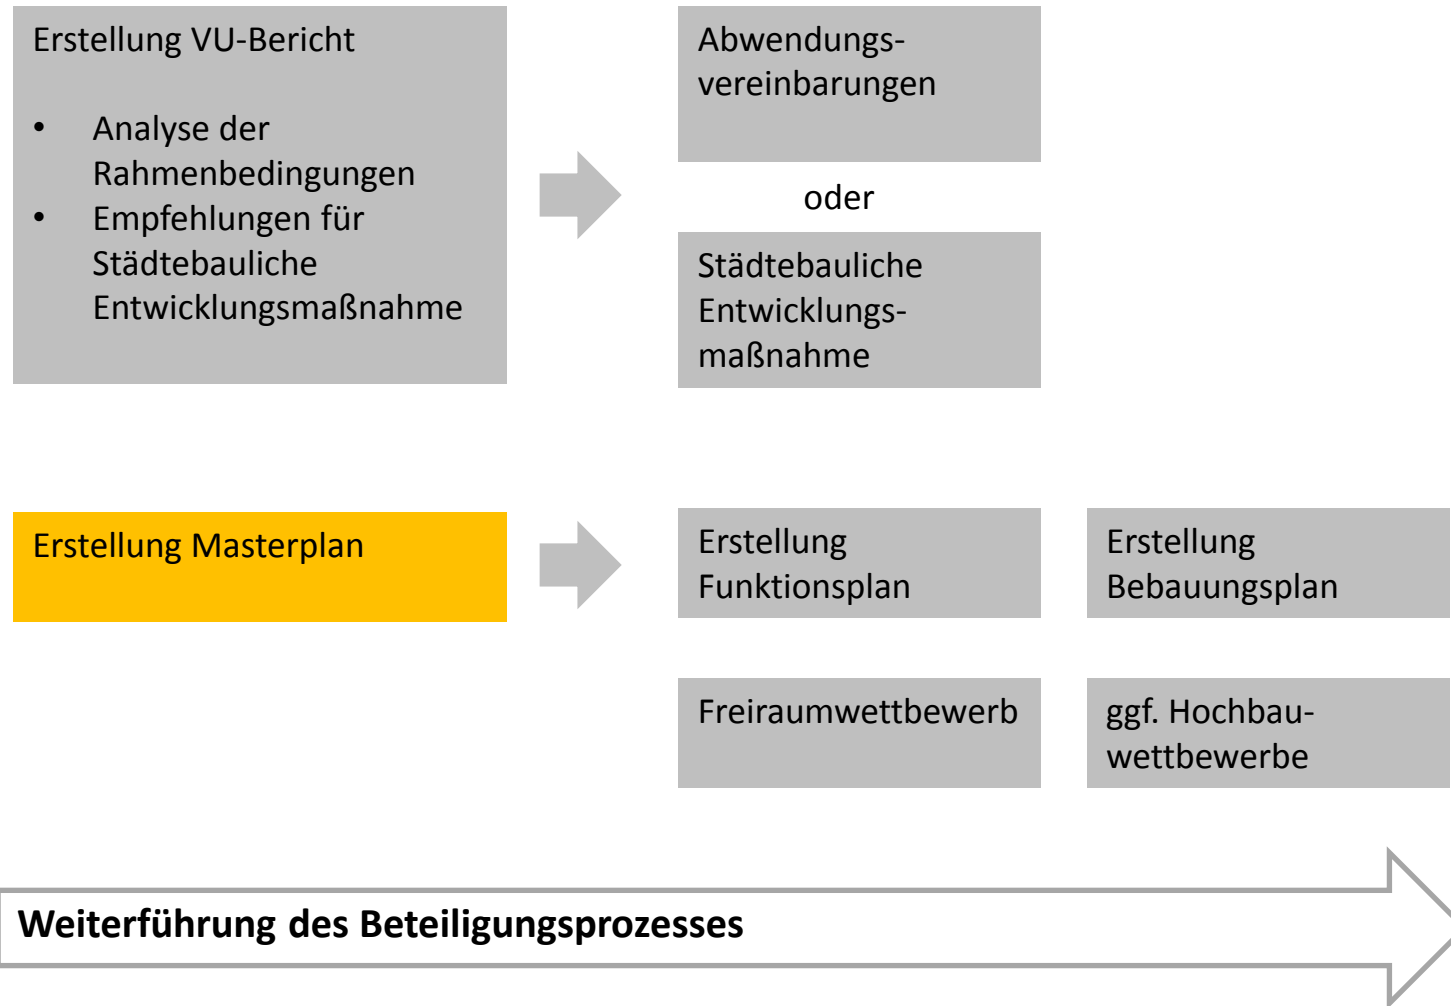 Erstellung VU-Bericht
• Analyse der
Rahmenbedingungen
• Empfehlungen für
Städtebauliche
Entwicklungsmaßnahme
Abwendungs-
vereinbarungen
oder
Städtebauliche
Entwicklungs-
maßnahme
Erstellung Masterplan
Erstellung
Funktionsplan
Erstellung
Bebauungsplan
Freiraumwettbewerb
ggf. Hochbau-
wettbewerbe
Weiterführung des Beteiligungsprozesses